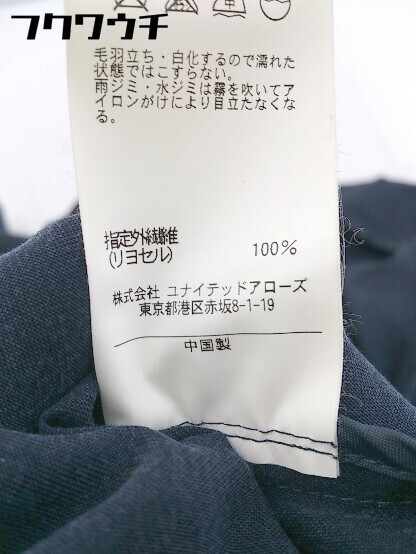 フクワウチ
毛羽立ち・白化するので濡れた
状態ではこすらない。
雨ジミ・水ジミは霧を吹いてア
イロンがけにより目立たなくな
る。
指定外繊維
(リヨセル) 100%
株式会社 ユナイテッドアローズ
東京都港区赤坂8-1-19
中国製